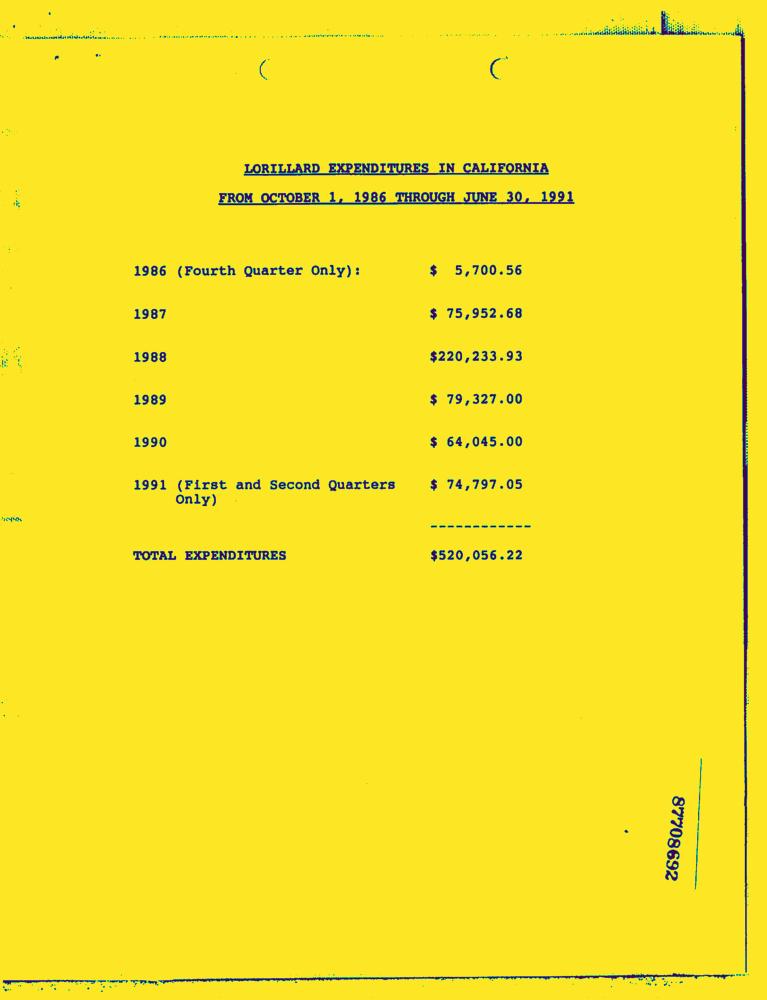 LORILLARD EXPENDITURES IN CALIFORNIA
FROM OCTOBER 1, 1986 THROUGH JUNE 30, 1991
1986 (Fourth Quarter Only): $ 5,700.56
1987 $ 75,952.68
1988 $220,233.93
1989 $ 79,327.00
1990 $ 64,045.00
1991 (First and Second Quarters $ 74,797.05
Only)
------------
TOTAL EXPENDITURES $520,056.22
87708692